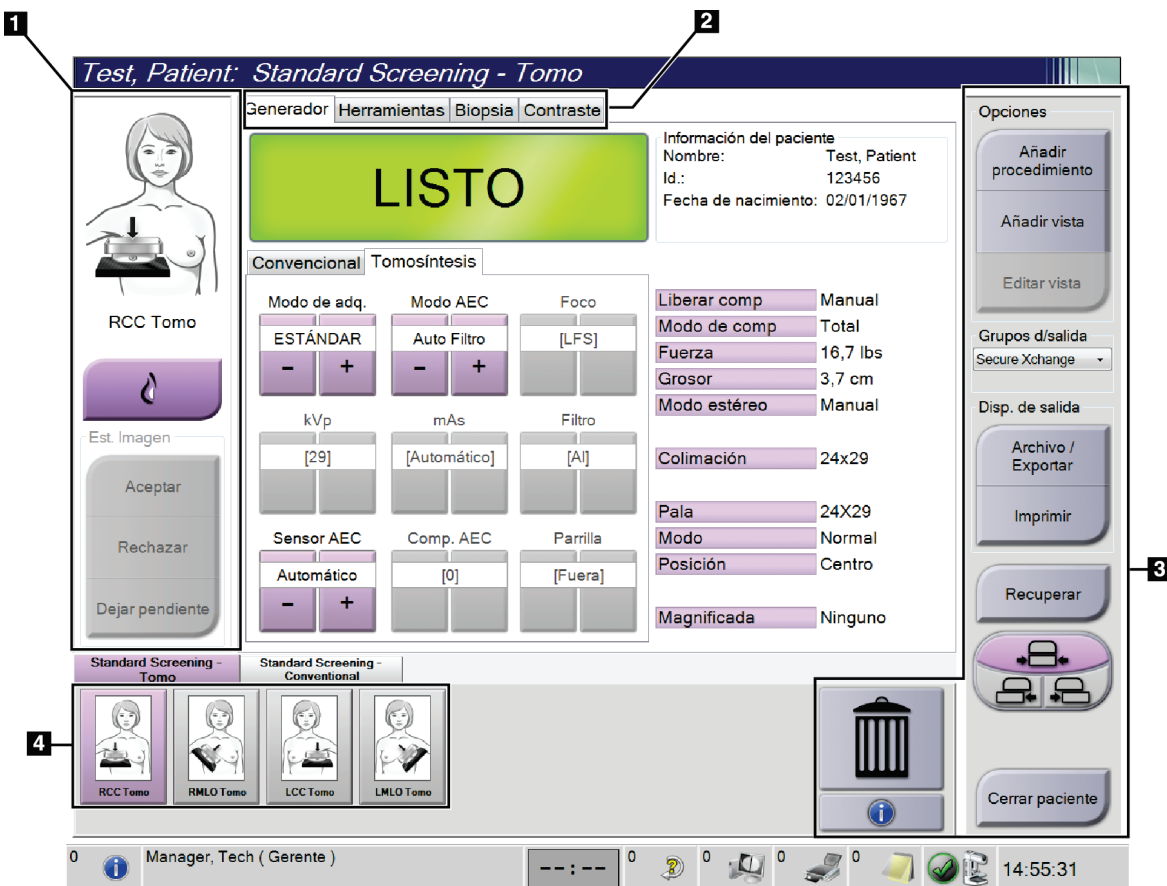 1
2
Test, Patient: Standard Screening - Tomo
Generador Herramientas Biopsia Contraste
RCC Tomo
Est. Imagen
Aceptar
Rechazar
Dejar pendiente
LISTO
Información del paciente
Nombre: Test, Patient
Id.: 123456
Fecha de nacimiento: 02/01/1967
Convencional Tomosíntesis
Modo de adq. Modo AEC Foco
ESTÁNDAR Auto Filtro [LFS]
- + - +
kVp mAs Filtro
[29] [Automático] [Al]
Sensor AEC Comp. AEC Parrilla
Automático [0] [Fuera]
- +
Liberar comp Manual
Modo de comp Total
Fuerza 16,7 lbs
Grosor 3,7 cm
Modo estéreo Manual
Colimación 24x29
Pala 24X29
Modo Normal
Posición Centro
Magnificada Ninguno
Opciones
Añadir
procedimiento
Añadir vista
Editar vista
Grupos d/salida
Secure Xchange
Disp. de salida
Archivo /
Exportar
Imprimir
3
Recuperar
Cerrar paciente
Standard Screening -
Tomo
Standard Screening -
Conventional
4
RCC Tomo RMLO Tomo LCC Tomo LMLO Tomo
i
0 i Manager, Tech ( Gerente ) --:-- 0 ? 0 0 0 14:55:31